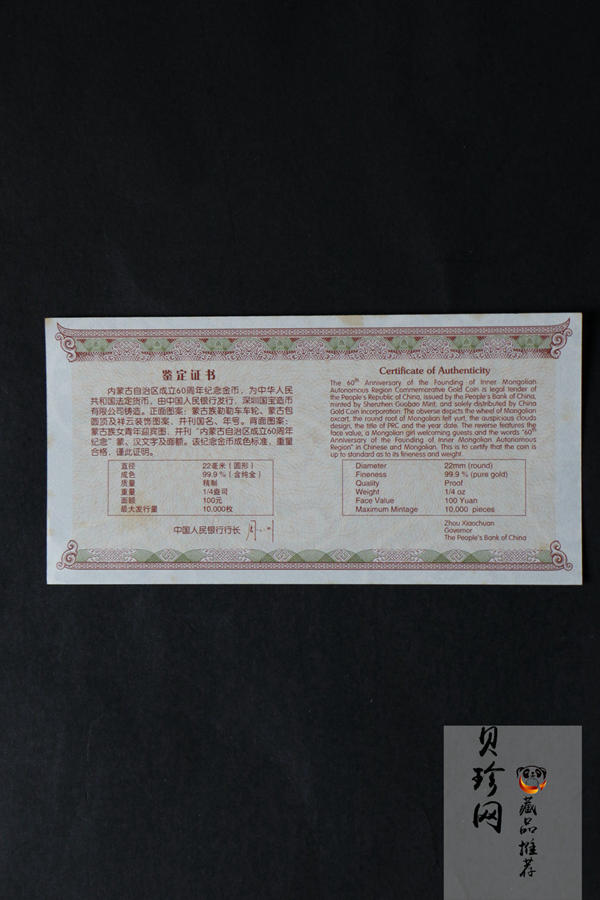 鉴定证书
内蒙古自治区成立60周年纪念金币，为中华人民
共和国法定货币，由中国人民银行发行，深圳国宝造币
有限公司铸造。正面图案：蒙古族勒勒车车轮、蒙古包
圆顶及祥云装饰图案，并刊国名、年号。背面图案：
蒙古族女青年迎宾图，并刊“内蒙古自治区成立60周年
纪念”蒙、汉文字及面额。该纪念金币成色标准，重量
合格，谨此证明。
直径 22毫米（圆形）
成色 99.9％（含纯金）
质量 精制
重量 1/4盎司
面额 100元
最大发行量 10,000枚
中国人民银行行长
Certificate of Authenticity
The 60th Anniversary of the Founding of Inner Mongolian
Autonomous Region Commemorative Gold Coin is legal tender of
the People's Republic of China, issued by the People's Bank of China,
minted by Shenzhen Guobao Mint, and solely distributed by China
Gold Coin Incorporation. The obverse depicts the wheel of Mongolian
oxcart, the round roof of Mongolian felt yurt, the auspicious clouds
design, the title of PRC and the year date. The reverse features the
face value, a Mongolian girl welcoming guests and the words "60th
Anniversary of the Founding of Inner Mongolian Autonomous
Region" in Chinese and Mongolian. This is to certify that the coin is
up to standard as to its fineness and weight.
Diameter 22mm (round)
Fineness 99.9 % (pure gold)
Quality Proof
Weight 1/4 oz
Face Value 100 Yuan
Maximum Mintage 10,000 pieces
Zhou Xiaochuan
Governor
The People's Bank of China
贝珍网
藏品推荐